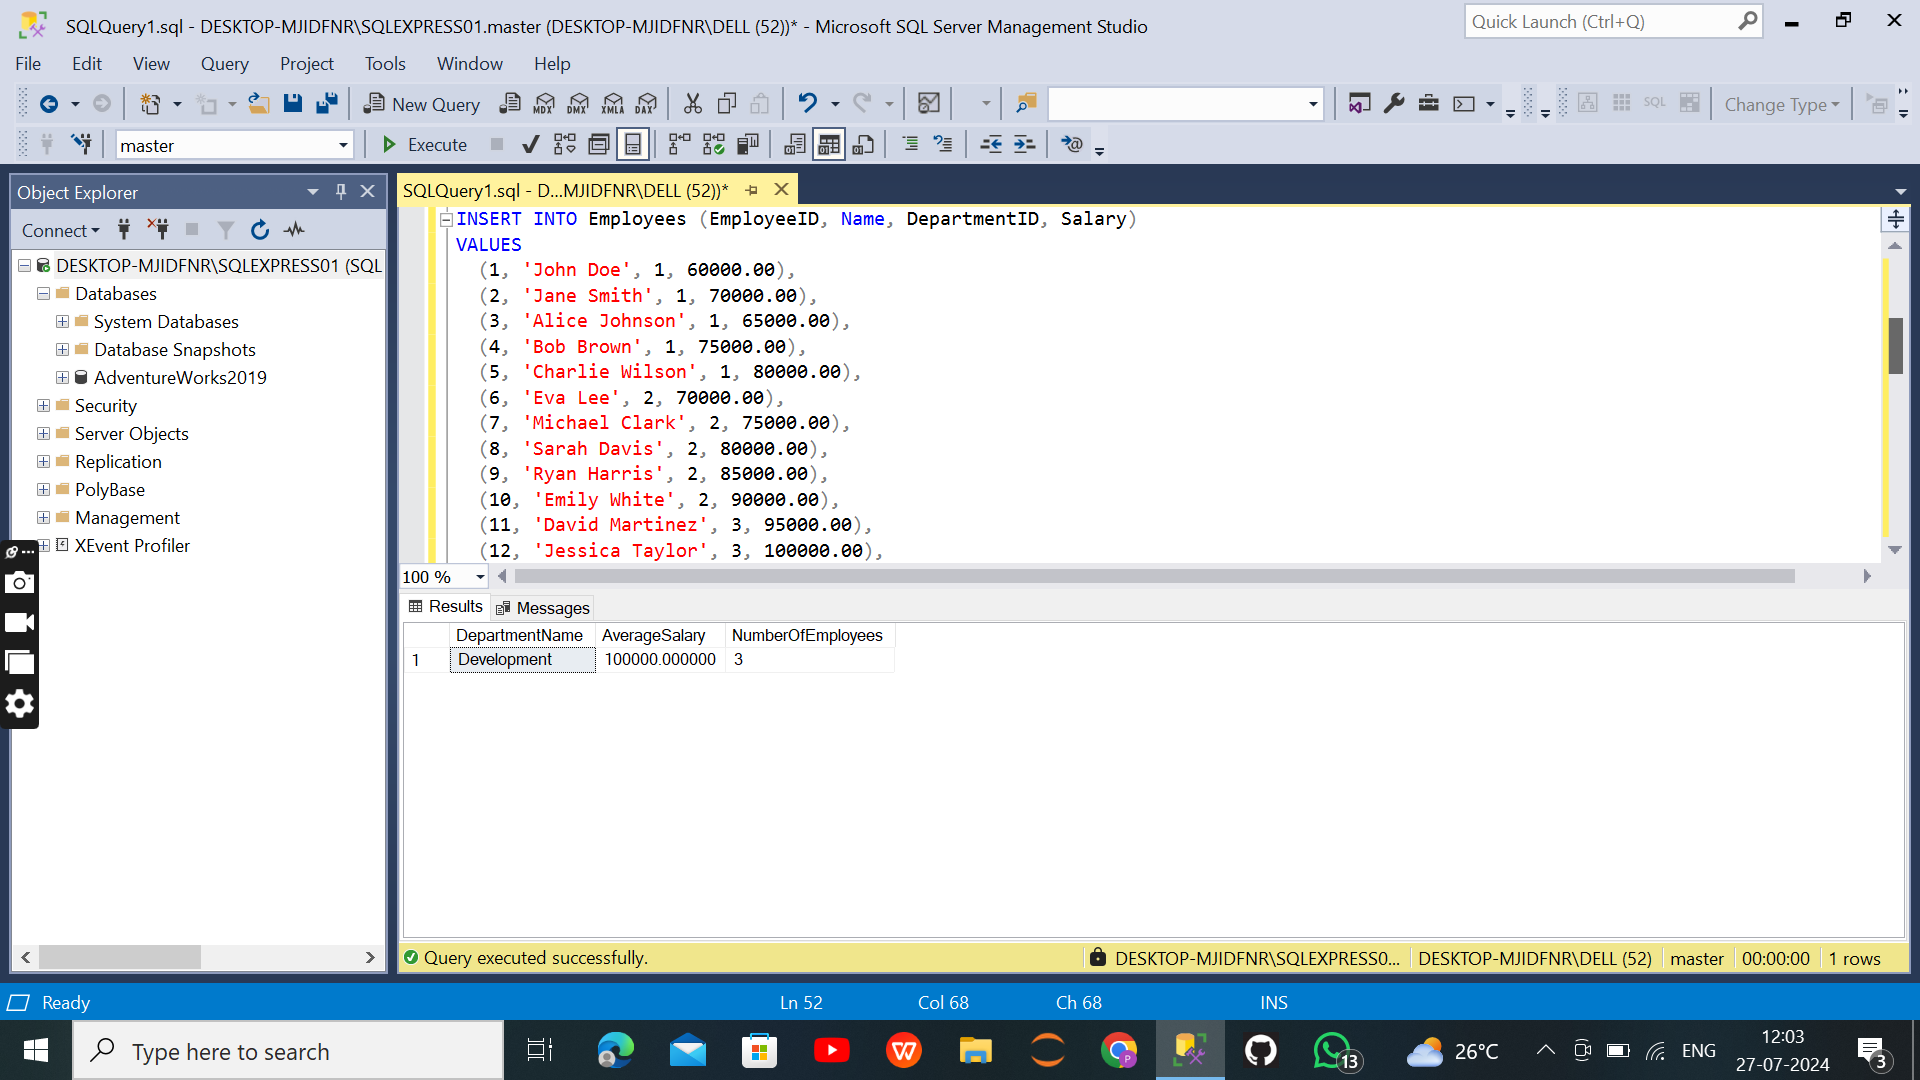 SQLQuery1.sql - DESKTOP-MJIDFNR\SQLEXPRESS01.master (DESKTOP-MJIDFNR\DELL (52))* - Microsoft SQL Server Management Studio
Quick Launch (Ctrl+Q)
File Edit View Query Project Tools Window Help
New Query MDX DMX XMLA DAX SQL Change Type
master Execute
Object Explorer
Connect
DESKTOP-MJIDFNR\SQLEXPRESS01 (SQL
Databases
System Databases
Database Snapshots
AdventureWorks2019
Security
Server Objects
Replication
PolyBase
Management
XEvent Profiler
SQLQuery1.sql - D...MJIDFNR\DELL (52))*
INSERT INTO Employees (EmployeeID, Name, DepartmentID, Salary)
VALUES
(1, 'John Doe', 1, 60000.00),
(2, 'Jane Smith', 1, 70000.00),
(3, 'Alice Johnson', 1, 65000.00),
(4, 'Bob Brown', 1, 75000.00),
(5, 'Charlie Wilson', 1, 80000.00),
(6, 'Eva Lee', 2, 70000.00),
(7, 'Michael Clark', 2, 75000.00),
(8, 'Sarah Davis', 2, 80000.00),
(9, 'Ryan Harris', 2, 85000.00),
(10, 'Emily White', 2, 90000.00),
(11, 'David Martinez', 3, 95000.00),
(12, 'Jessica Taylor', 3, 100000.00),
100 %
Results Messages
DepartmentName AverageSalary NumberOfEmployees
1 Development 100000.000000 3
Query executed successfully. DESKTOP-MJIDFNR\SQLEXPRESS0... DESKTOP-MJIDFNR\DELL (52) master 00:00:00 1 rows
Ready Ln 52 Col 68 Ch 68 INS
Type here to search
13
26°C
ENG
12:03
27-07-2024
3